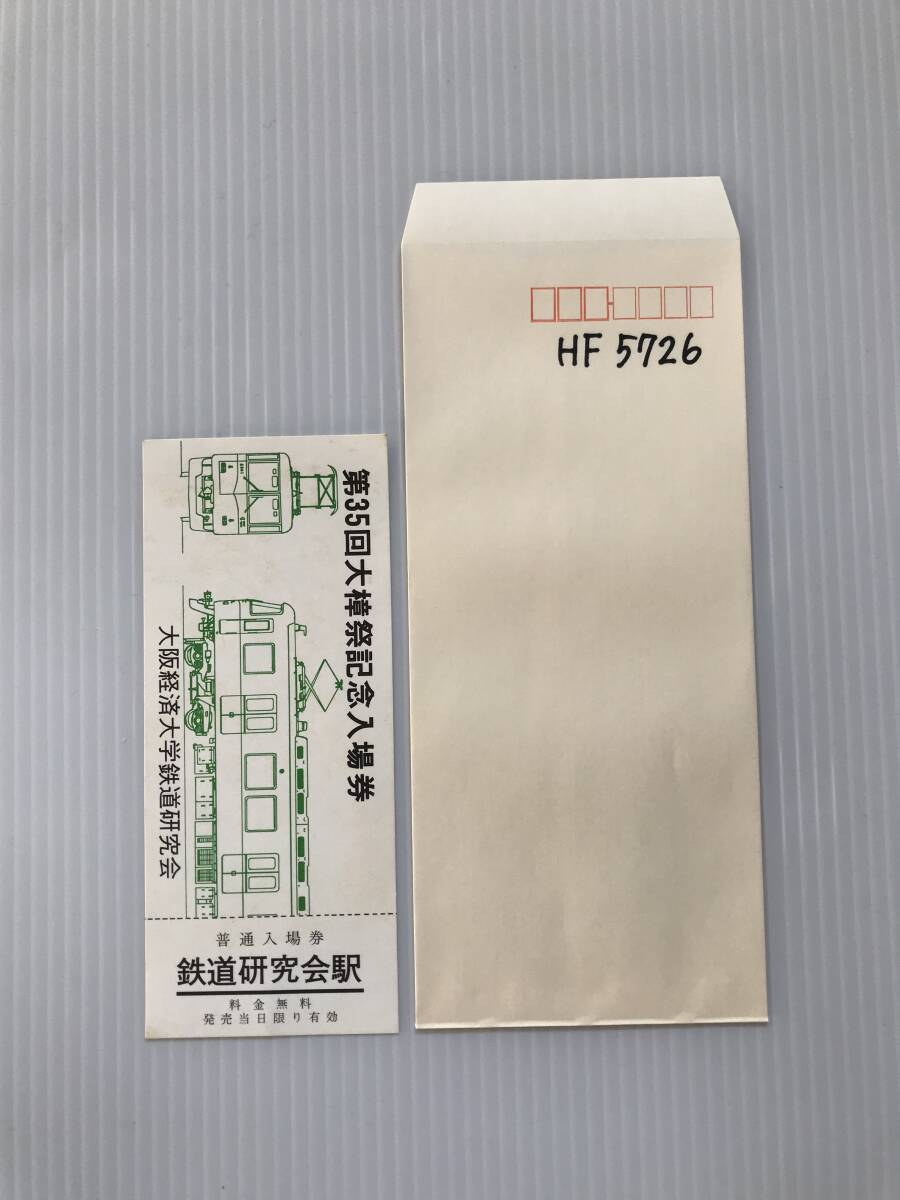 第35回大樟祭記念入場券
大阪経済大学鉄道研究会
普通入場券
鉄道研究会駅
料金無料
発売当日限り有効
HF 5726